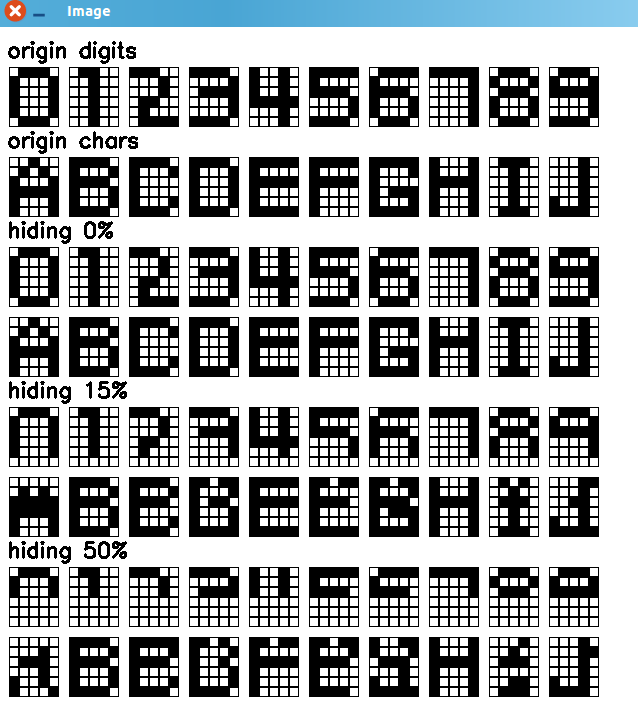 Image
origin digits
0 1 2 3 4 5 6 7 8 9
origin chars
A B C D E F G H I J
hiding 0%
0 1 2 3 4 5 6 7 8 9
A B C D E F G H I J
hiding 15%
hiding 50%